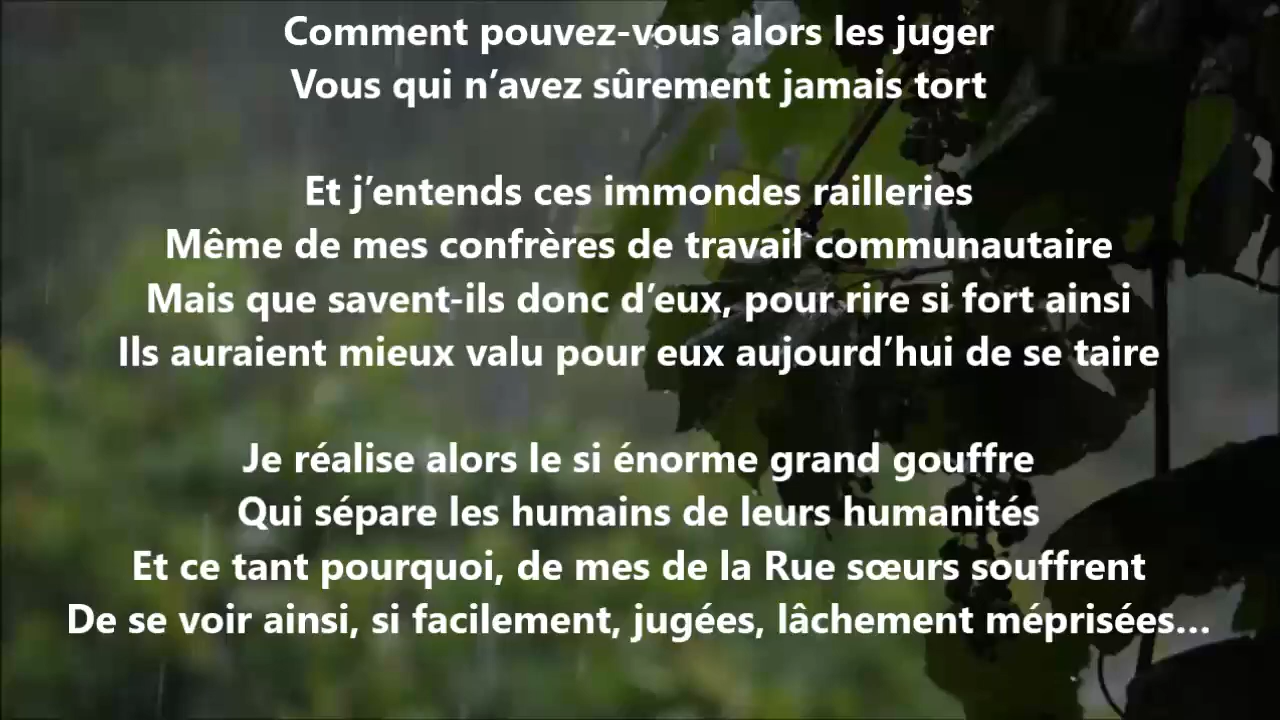 Comment pouvez-vous alors les juger
Vous qui n’avez sûrement jamais tort
Et j’entends ces immondes railleries
Même de mes confrères de travail communautaire
Mais que savent-ils donc d’eux, pour rire si fort ainsi
Ils auraient mieux valu pour eux aujourd’hui de se taire
Je réalise alors le si énorme grand gouffre
Qui sépare les humains de leurs humanités
Et ce tant pourquoi, de mes de la Rue sœurs souffrent
De se voir ainsi, si facilement, jugées, lâchement méprisées...